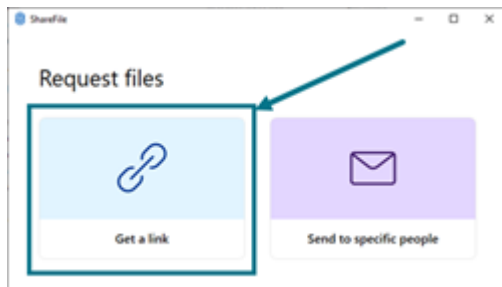 ShareFile
Request files
Get a link
Send to specific people